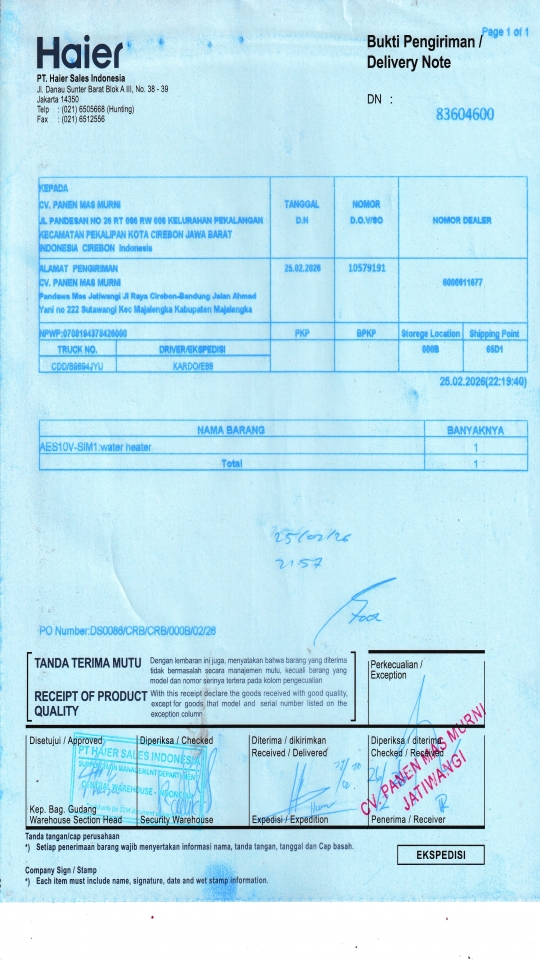 Page 1 of 1
Haier
Bukti Pengiriman /
Delivery Note
PT. Haier Sales Indonesia
Jl. Danau Sunter Barat Blok A III, No. 38 - 39
Jakarta 14350
Telp : (021) 6505668 (Hunting)
Fax : (021) 6512556
DN :
83604600
KEPADA
CV. PANEN MAS MURNI
JL PANDESAN NO 26 RT 006 RW 008 KELURAHAN PEKALANGAN
KECAMATAN PEKALIPAN KOTA CIREBON JAWA BARAT
INDONESIA CIREBON Indonesia
TANGGAL D.N
NOMOR D.O.V/SO
NOMOR DEALER
ALAMAT PENGIRIMAN
CV. PANEN MAS MURNI
Pandawa Mas Jatiwangi Jl Raya Cirebon-Bandung Jalan Ahmad
Yani no 222 Sutawangi Kec Majalengka Kabupaten Majalengka
25.02.2026
10579191
6000911677
NPWP:0708194378426000
PKP
BPKP
Storege Location
Shipping Point
TRUCK NO.
DRIVER/EKSPEDISI
000B
65D1
CDD/B9694JYU
KARDO/E66
25.02.2026(22:19:40)
NAMA BARANG BANYAKNYA
AES10V-SIM1:water heater 1
Total 1
25/02/26
21:57
PO Number:DS0086/CRB/CRB/000B/02/26
TANDA TERIMA MUTU
Dengan lembaran ini juga, menyatakan bahwa barang yang diterima
tidak bermasalah secara manajemen mutu, kecuali barang yang
model dan nomor serinya tertera pada kolom pengecualian
RECEIPT OF PRODUCT
QUALITY
With this receipt declare the goods received with good quality,
except for goods that model and serial number listed on the
exception column
Perkecualian /
Exception
Disetujui / Approved
Diperiksa / Checked
Diterima / dikirimkan
Received / Delivered
Diperiksa / diterima
Checked / Received
PT HAIER SALES INDONESIA
CV. PANEN MAS MURNI
JATIWANGI
Kep. Bag. Gudang
Warehouse Section Head
Security Warehouse
Expedisi / Expedition
Penerima / Receiver
Tanda tangan/cap perusahaan
*) Setiap penerimaan barang wajib menyertakan informasi nama, tanda tangan, tanggal dan Cap basah.
EKSPEDISI
Company Sign / Stamp
*) Each item must include name, signature, date and wet stamp information.